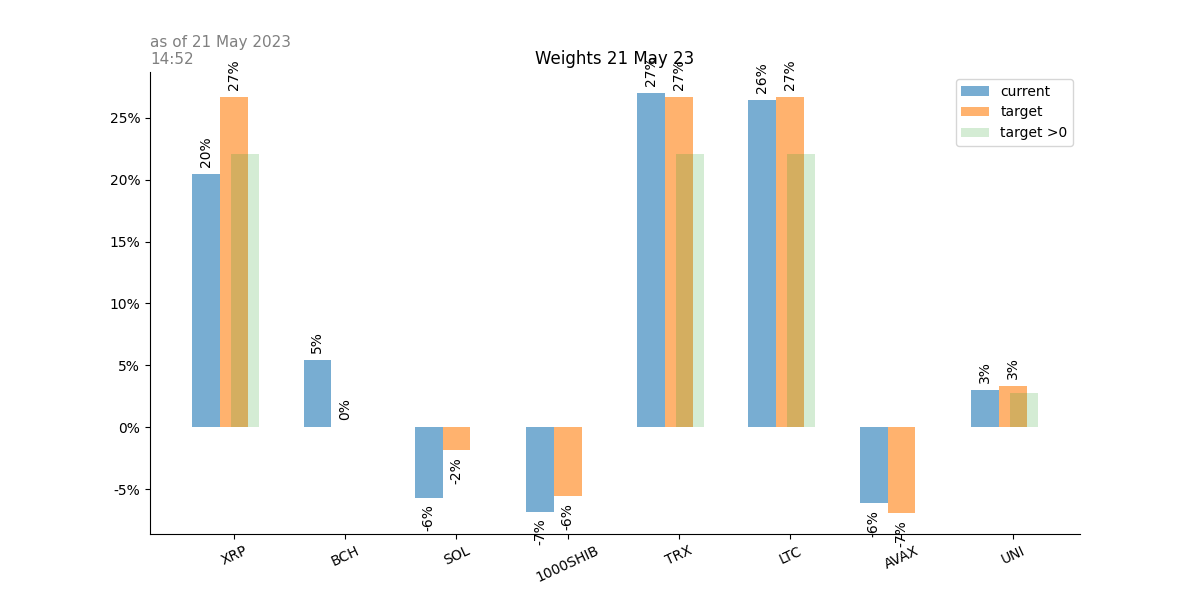 as of 21 May 2023
14:52
Weights 21 May 23
current
target
target >0
25%
20%
15%
10%
5%
0%
-5%
20%
27%
5%
0%
-6%
-2%
-7%
-6%
27%
27%
26%
27%
-6%
-7%
3%
3%
XRP
BCH
SOL
1000SHIB
TRX
LTC
AVAX
UNI